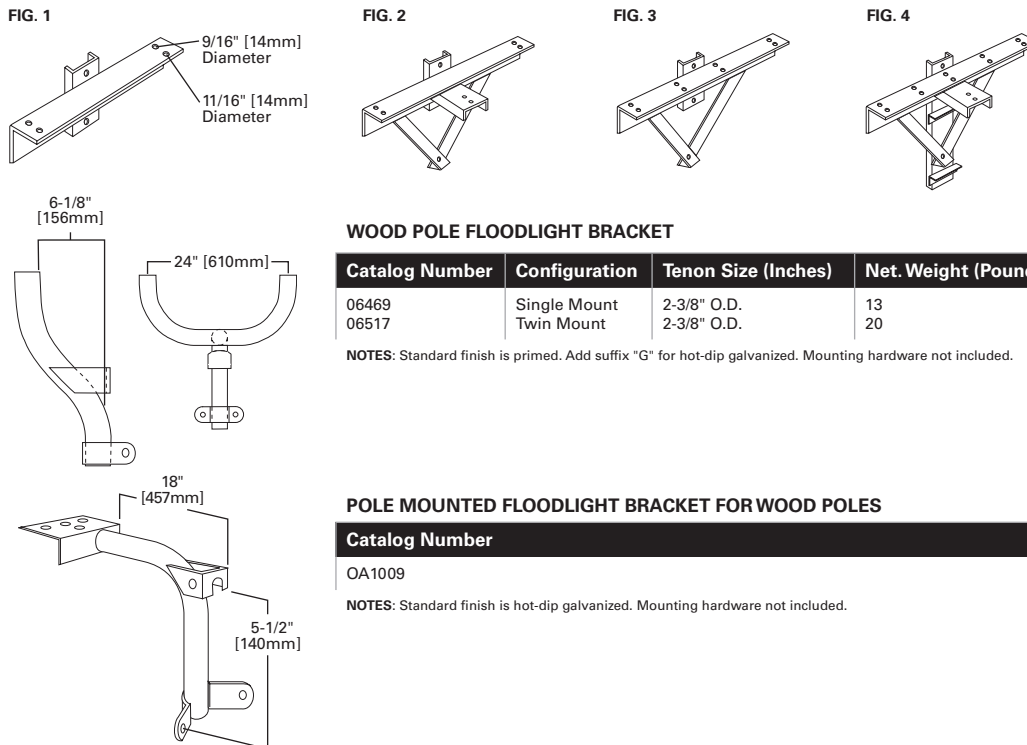 FIG. 1
FIG. 2
FIG. 3
FIG. 4
9/16" [14mm]
Diameter
11/16" [14mm]
Diameter
6-1/8"
[156mm]
24" [610mm]
WOOD POLE FLOODLIGHT BRACKET
Catalog Number Configuration Tenon Size (Inches) Net. Weight (Pound
06469 Single Mount 2-3/8" O.D. 13
06517 Twin Mount 2-3/8" O.D. 20
NOTES: Standard finish is primed. Add suffix "G" for hot-dip galvanized. Mounting hardware not included.
18"
[457mm]
5-1/2"
[140mm]
POLE MOUNTED FLOODLIGHT BRACKET FOR WOOD POLES
Catalog Number
OA1009
NOTES: Standard finish is hot-dip galvanized. Mounting hardware not included.